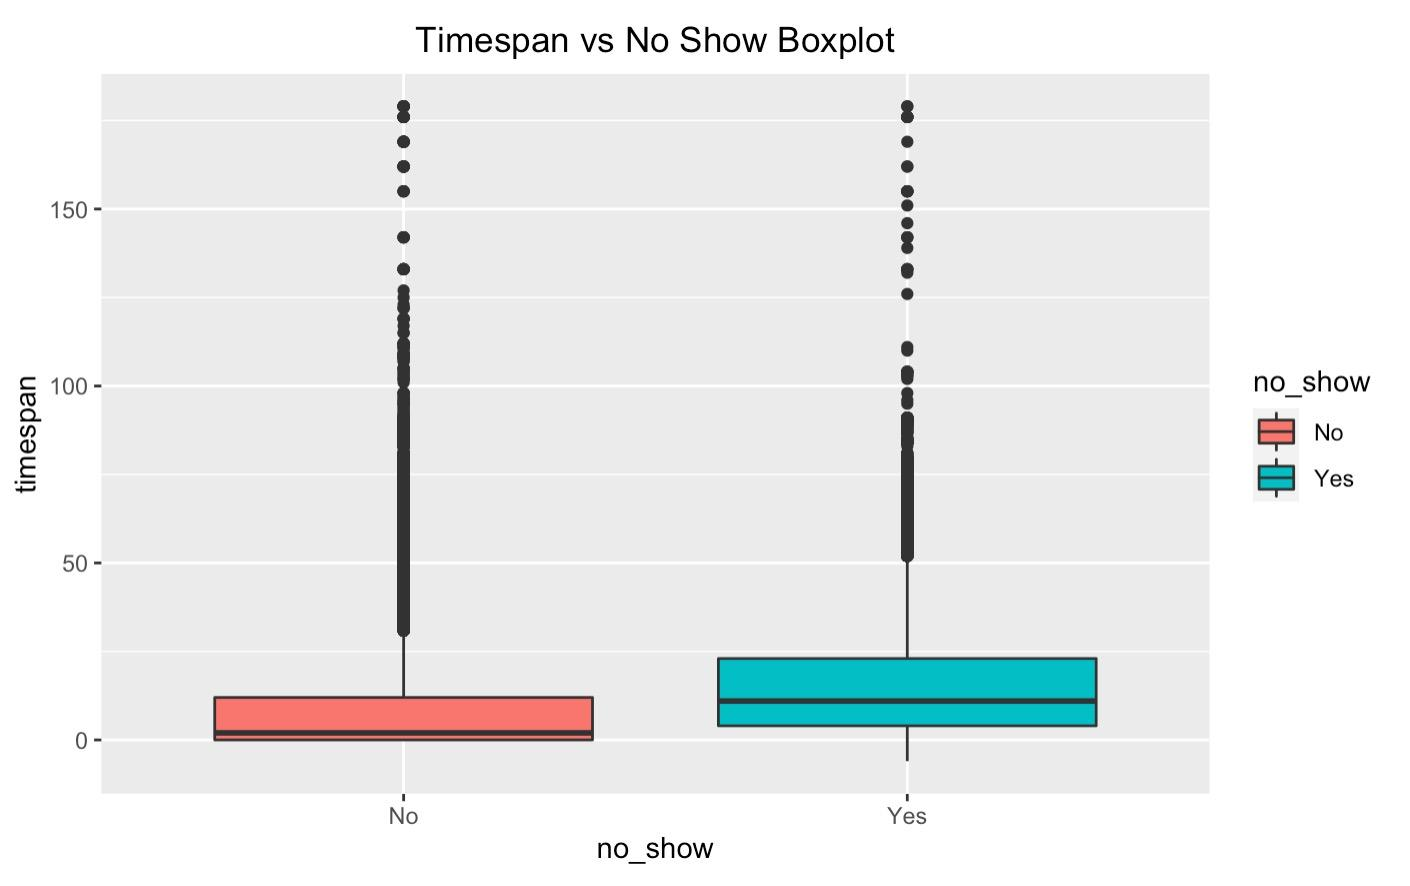 Timespan vs No Show Boxplot
timespan
150
100
50
0
No
Yes
no_show
no_show
No
Yes